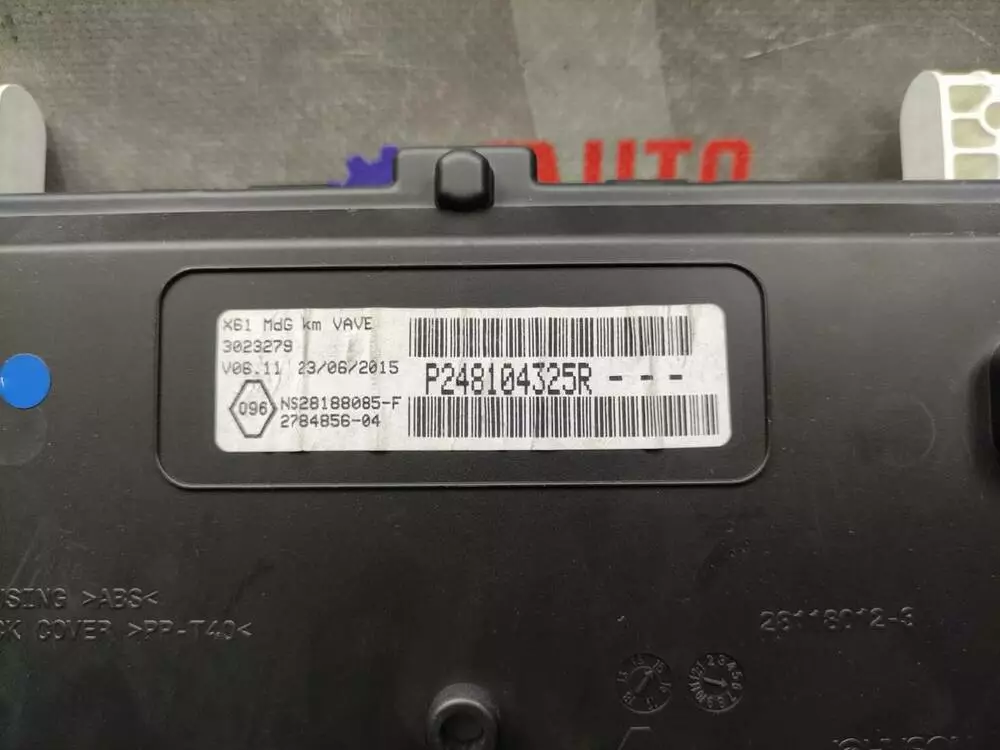 AUTO
X61 MdG km VAVE
3023279
V06.11 23/06/2015
P248104325R - - -
096
NS28188085-F
2784856-04
>ABS<
COVER >PP-T40<
28118012-3